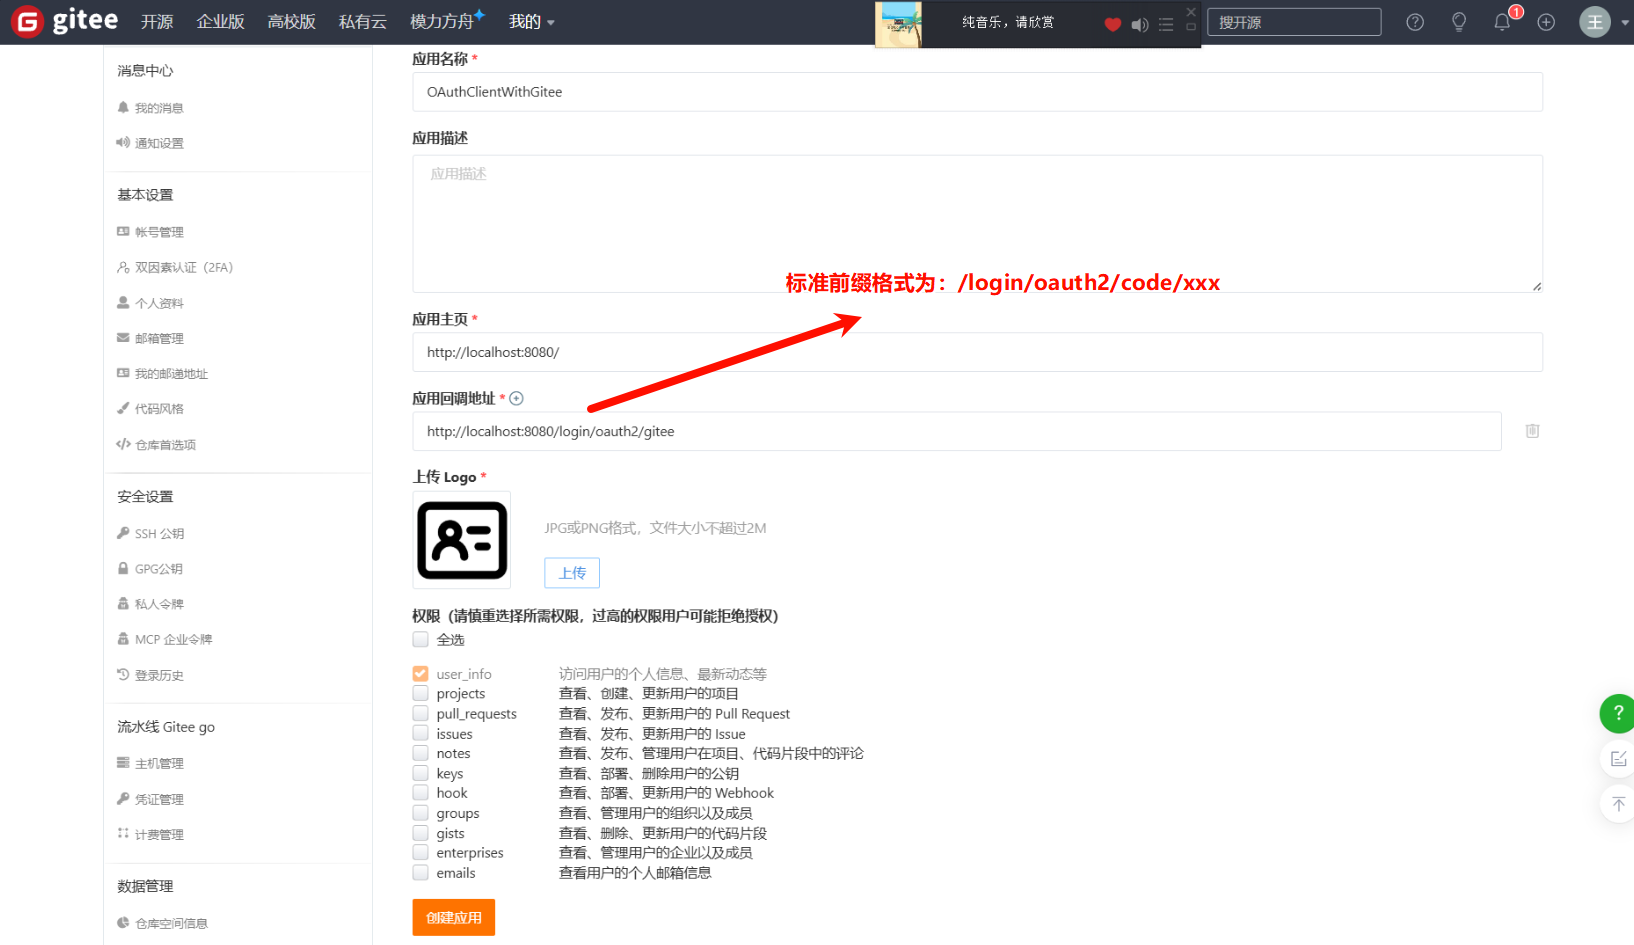 gitee 开源 企业版 高校版 私有云 模力方舟 我的 纯音乐，请欣赏 搜开源 1 王
消息中心
我的消息
通知设置
基本设置
帐号管理
双因素认证（2FA）
个人资料
邮箱管理
我的邮递地址
代码风格
仓库首选项
安全设置
SSH 公钥
GPG公钥
私人令牌
MCP 企业令牌
登录历史
流水线 Gitee go
主机管理
凭证管理
计费管理
数据管理
仓库空间信息
应用名称 *
OAuthClientWithGitee
应用描述
应用描述
标准前缀格式为：/login/oauth2/code/xxx
应用主页 *
http://localhost:8080/
应用回调地址 *
http://localhost:8080/login/oauth2/gitee
上传 Logo *
JPG或PNG格式，文件大小不超过2M
上传
权限（请慎重选择所需权限，过高的权限用户可能拒绝授权）
全选
user_info 访问用户的个人信息、最新动态等
projects 查看、创建、更新用户的项目
pull_requests 查看、发布、更新用户的 Pull Request
issues 查看、发布、更新用户的 Issue
notes 查看、发布、管理用户在项目、代码片段中的评论
keys 查看、部署、删除用户的公钥
hook 查看、部署、更新用户的 Webhook
groups 查看、管理用户的组织以及成员
gists 查看、删除、更新用户的代码片段
enterprises 查看、管理用户的企业以及成员
emails 查看用户的个人邮箱信息
创建应用